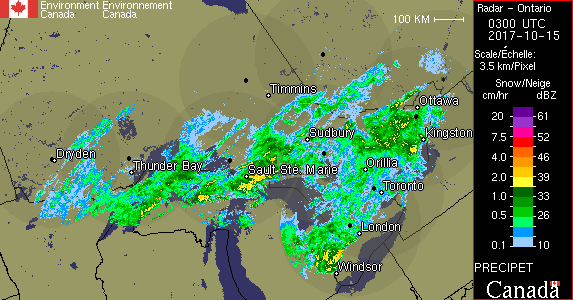 Environment Environnement
Canada Canada
100 KM
Timmins
Ottawa
Sudbury
Kingston
Dryden
Thunder Bay
Sault-Ste. Marie
Orillia
Toronto
London
Windsor
Radar - Ontario
0300 UTC
2017-10-15
Scale/Échelle:
3.5 km/Pixel
Snow/Neige
cm/hr dBZ
20 61
7.5 52
4.0 46
2.0 39
1.0 33
0.5 26
0.1 10
PRECIPET
Canada